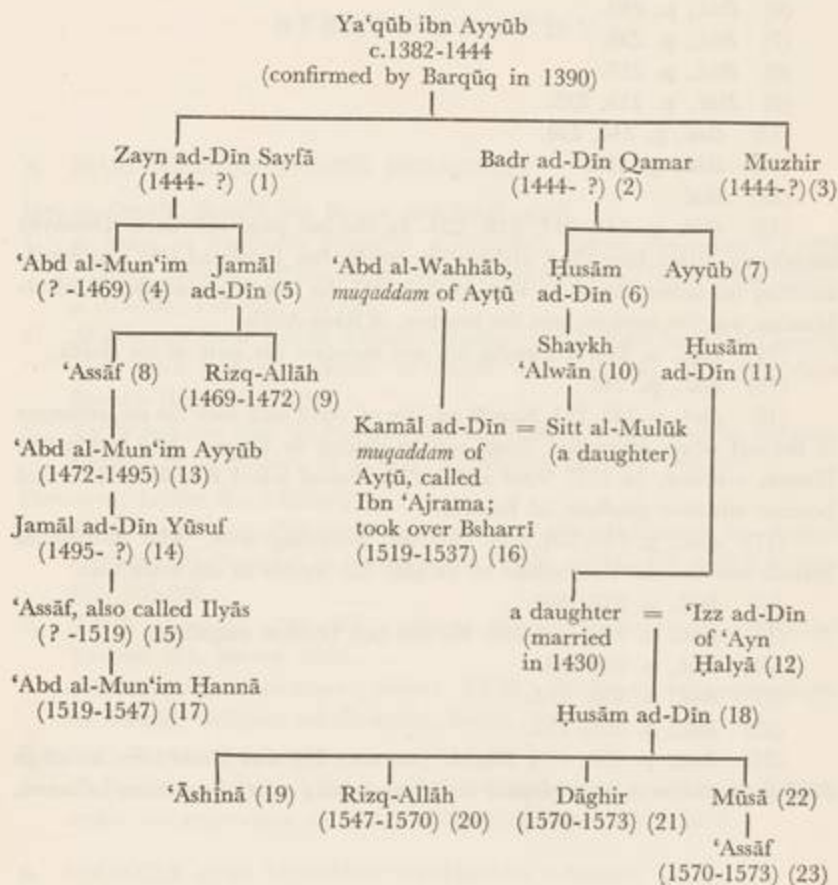 Ya‘qūb ibn Ayyūb
c.1382-1444
(confirmed by Barqūq in 1390)
Zayn ad-Dīn Sayfā
(1444- ?) (1)
Badr ad-Dīn Qamar
(1444- ?) (2)
Muzhir
(1444-?)(3)
‘Abd al-Mun‘im
(? -1469) (4)
Jamāl
ad-Dīn (5)
‘Abd al-Wahhāb,
muqaddam of Ayṭū
Ḥusām
ad-Dīn (6)
Ayyūb (7)
‘Assāf (8)
Rizq-Allāh
(1469-1472) (9)
Shaykh
‘Alwān (10)
Ḥusām
ad-Dīn (11)
‘Abd al-Mun‘im Ayyūb
(1472-1495) (13)
Kamāl ad-Dīn = Sitt al-Mulūk
(a daughter)
muqaddam of
Ayṭū, called
Ibn ‘Ajrama;
took over Bsharrī
(1519-1537) (16)
Jamāl ad-Dīn Yūsuf
(1495- ?) (14)
‘Assāf, also called Ilyās
(? -1519) (15)
a daughter = ‘Izz ad-Dīn
(married
in 1430)
of ‘Ayn
Ḥalyā (12)
‘Abd al-Mun‘im Ḥannā
(1519-1547) (17)
Ḥusām ad-Dīn (18)
‘Āshinā (19)
Rizq-Allāh
(1547-1570) (20)
Dāghir
(1570-1573) (21)
Mūsā (22)
‘Assāf
(1570-1573) (23)